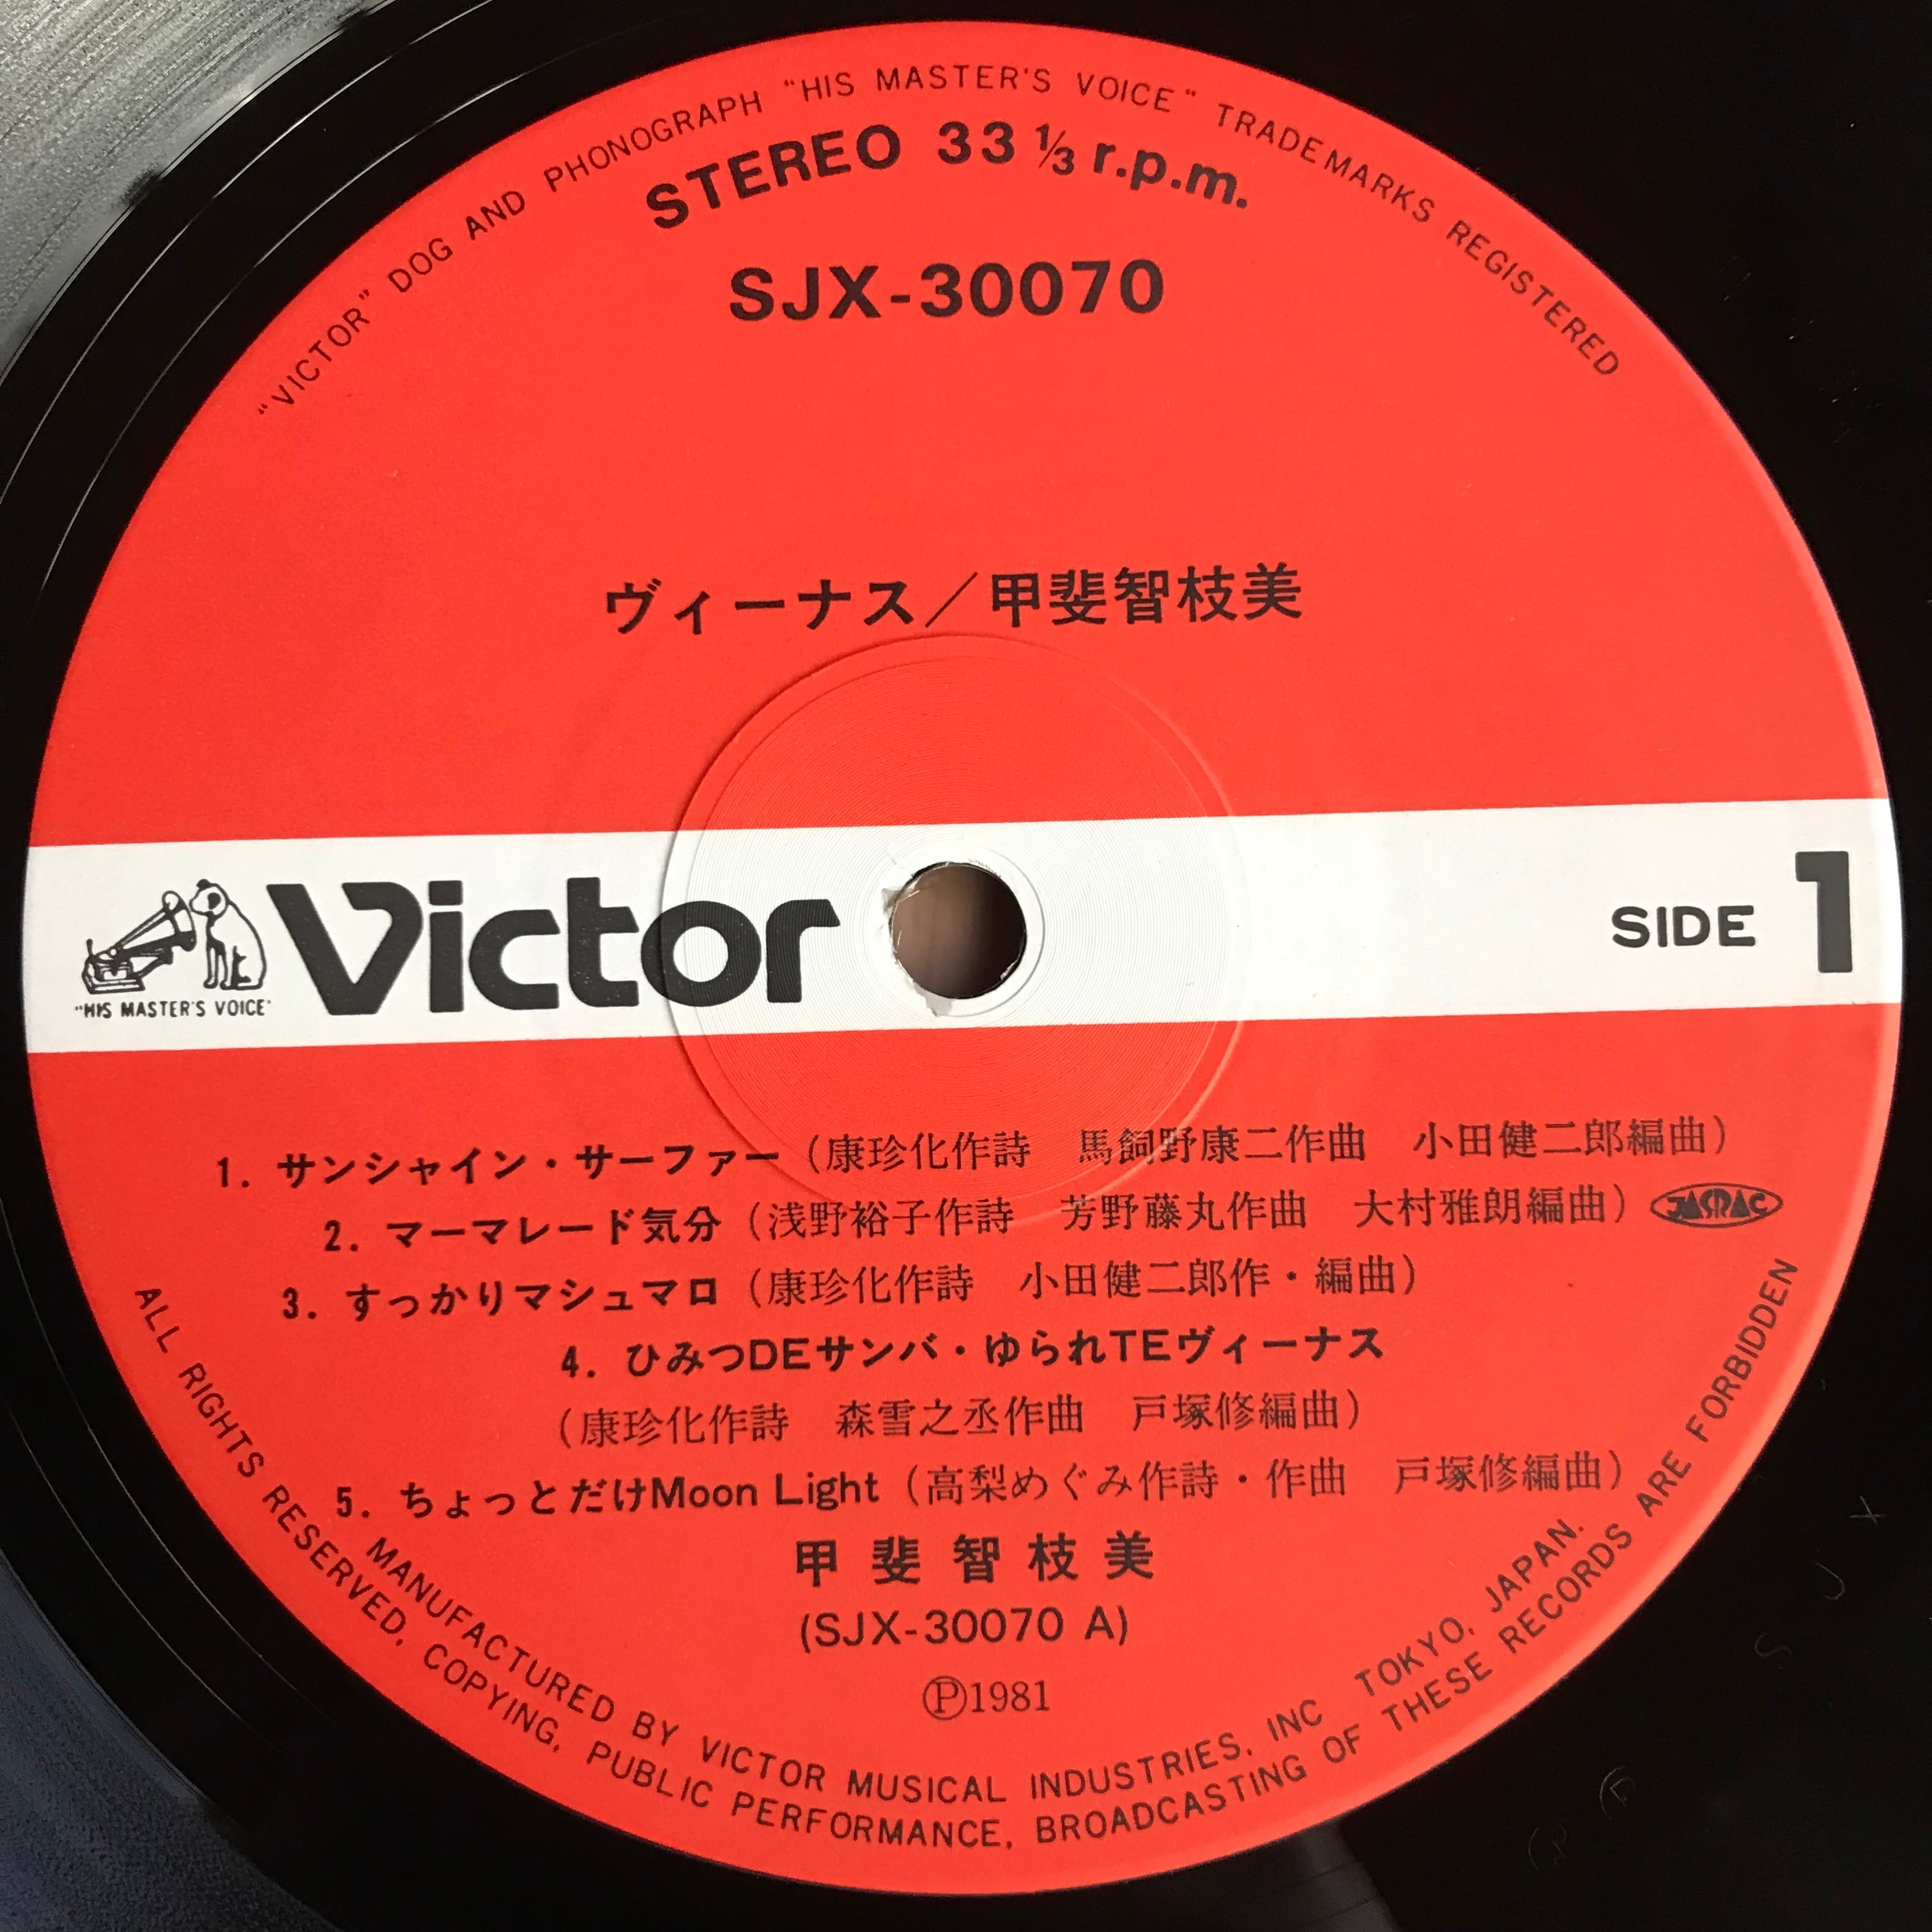 "VICTOR" DOG AND PHONOGRAPH "HIS MASTER'S VOICE" TRADE MARKS REGISTERED
STEREO 33 ⅓ r.p.m.
SJX-30070
ヴィーナス／甲斐智枝美
"HIS MASTER'S VOICE"
Victor
SIDE 1
1. サンシャイン・サーファー（康珍化作詩　馬飼野康二作曲　小田健二郎編曲）
2. マーマレード気分（浅野裕子作詩　芳野藤丸作曲　大村雅朗編曲）
JASRAC
3. すっかりマシュマロ（康珍化作詩　小田健二郎作・編曲）
4. ひみつDEサンバ・ゆられTEヴィーナス
（康珍化作詩　森雪之丞作曲　戸塚修編曲）
5. ちょっとだけMoon Light（高梨めぐみ作詩・作曲　戸塚修編曲）
甲斐智枝美
(SJX-30070 A)
Ⓟ1981
MANUFACTURED BY VICTOR MUSICAL INDUSTRIES, INC TOKYO, JAPAN.
ALL RIGHTS RESERVED, COPYING, PUBLIC PERFORMANCE, BROADCASTING OF THESE RECORDS ARE FORBIDDEN